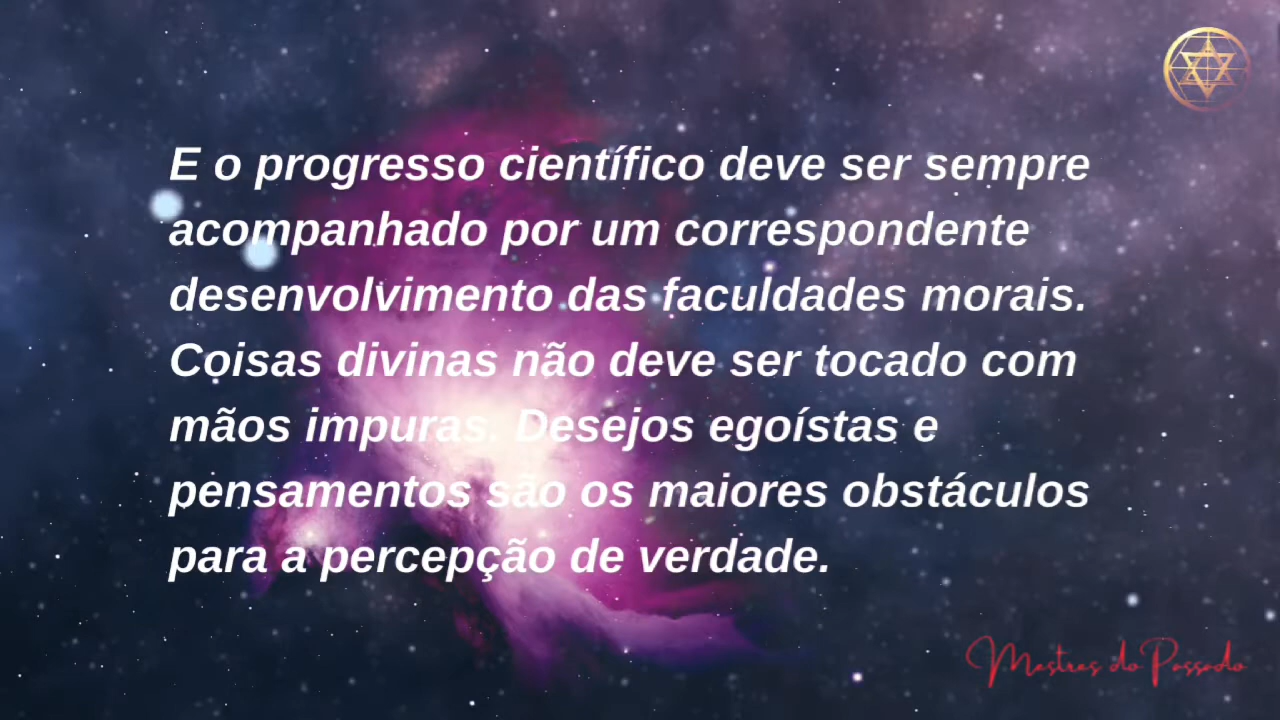 E o progresso científico deve ser sempre
acompanhado por um correspondente
desenvolvimento das faculdades morais.
Coisas divinas não deve ser tocado com
mãos impuras. Desejos egoístas e
pensamentos são os maiores obstáculos
para a percepção de verdade.
Mestres do Passado